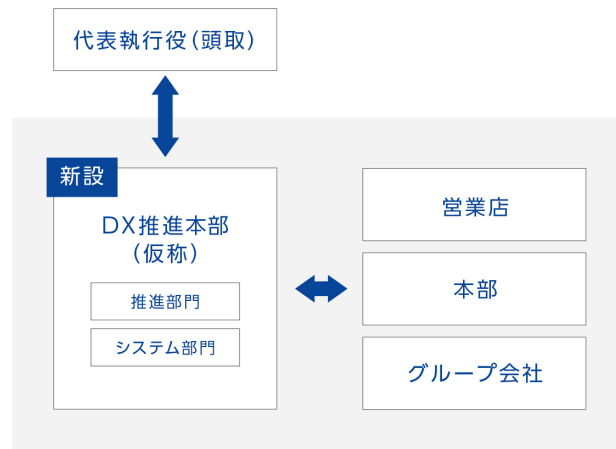 代表執行役(頭取)
新設
DX推進本部
(仮称)
推進部門
システム部門
営業店
本部
グループ会社